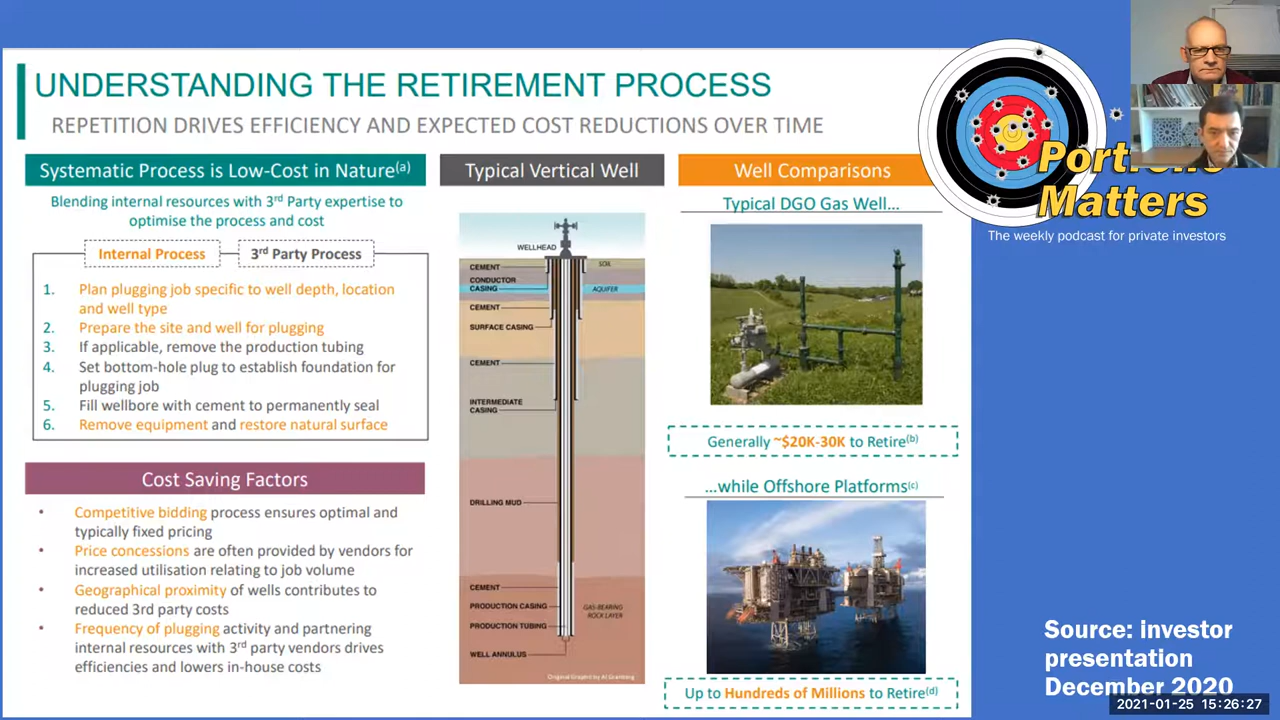 UNDERSTANDING THE RETIREMENT PROCESS
REPETITION DRIVES EFFICIENCY AND EXPECTED COST REDUCTIONS OVER TIME
Systematic Process is Low-Cost in Nature(a)
Blending internal resources with 3rd Party expertise to
optimise the process and cost
Internal Process
3rd Party Process
1. Plan plugging job specific to well depth, location
and well type
2. Prepare the site and well for plugging
3. If applicable, remove the production tubing
4. Set bottom-hole plug to establish foundation for
plugging job
5. Fill wellbore with cement to permanently seal
6. Remove equipment and restore natural surface
Cost Saving Factors
• Competitive bidding process ensures optimal and
typically fixed pricing
• Price concessions are often provided by vendors for
increased utilisation relating to job volume
• Geographical proximity of wells contributes to
reduced 3rd party costs
• Frequency of plugging activity and partnering
internal resources with 3rd party vendors drives
efficiencies and lowers in-house costs
Typical Vertical Well
WELLHEAD
CEMENT
SOIL
CONDUCTOR
CASING
AQUIFER
CEMENT
SURFACE CASING
CEMENT
INTERMEDIATE
CASING
DRILLING MUD
CEMENT
PRODUCTION CASING
GAS-BEARING
ROCK LAYER
PRODUCTION TUBING
WELL ANNULUS
Original Graphic by Al Granberg
Well Comparisons
Typical DGO Gas Well...
Generally ~$20K-30K to Retire(b)
...while Offshore Platforms(c)
Up to Hundreds of Millions to Retire(d)
Matters
The weekly podcast for private investors
Source: investor
presentation
December 2020
2021-01-25 15:26:27